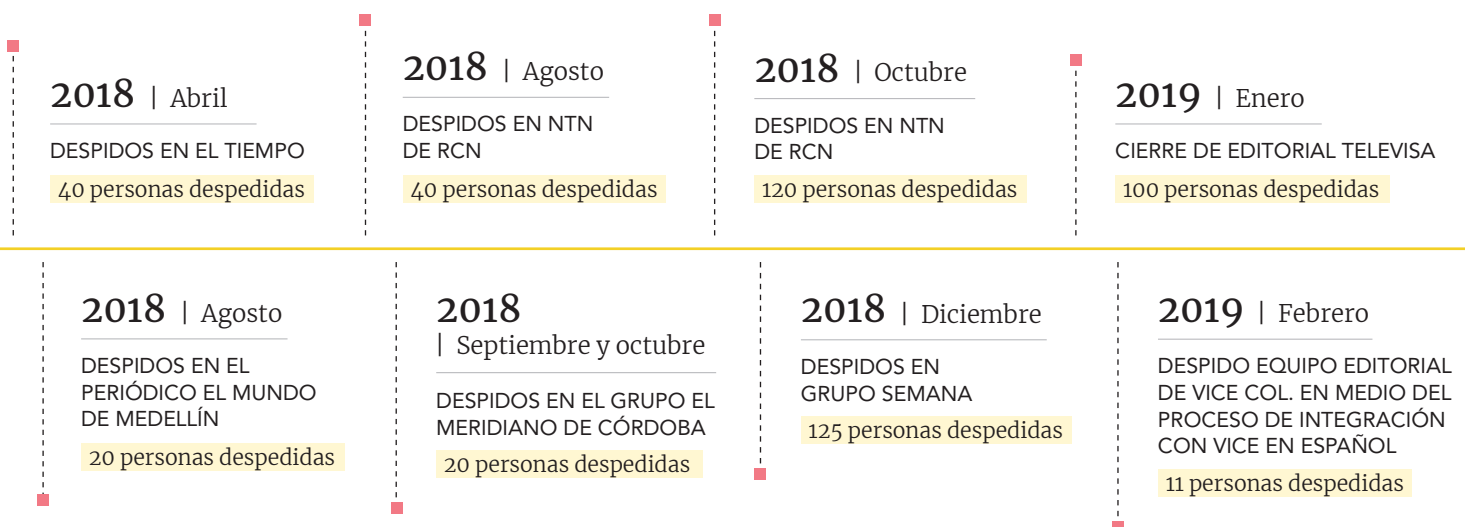 2018 | Abril
DESPIDOS EN EL TIEMPO
40 personas despedidas
2018 | Agosto
DESPIDOS EN NTN
DE RCN
40 personas despedidas
2018 | Octubre
DESPIDOS EN NTN
DE RCN
120 personas despedidas
2019 | Enero
CIERRE DE EDITORIAL TELEVISA
100 personas despedidas
2018 | Agosto
DESPIDOS EN EL
PERIÓDICO EL MUNDO
DE MEDELLÍN
20 personas despedidas
2018
| Septiembre y octubre
DESPIDOS EN EL GRUPO EL
MERIDIANO DE CÓRDOBA
20 personas despedidas
2018 | Diciembre
DESPIDOS EN
GRUPO SEMANA
125 personas despedidas
2019 | Febrero
DESPIDO EQUIPO EDITORIAL
DE VICE COL. EN MEDIO DEL
PROCESO DE INTEGRACIÓN
CON VICE EN ESPAÑOL
11 personas despedidas